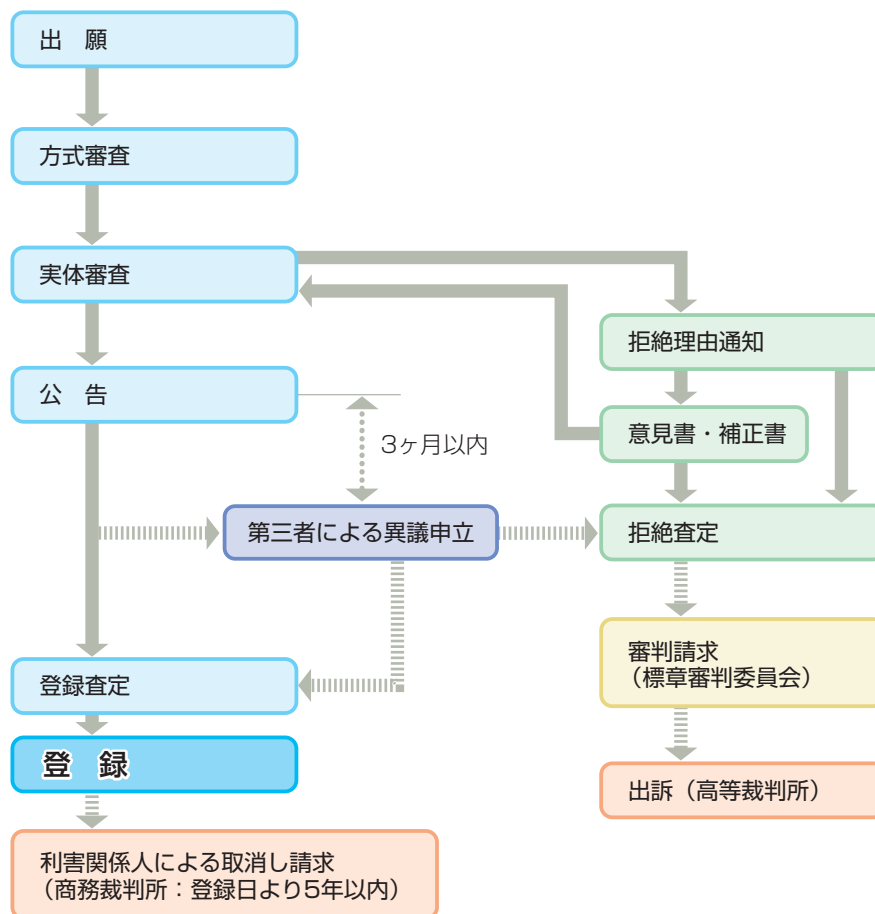 出　願
方式審査
実体審査
拒絶理由通知
公　告
意見書・補正書
3ヶ月以内
第三者による異議申立
拒絶査定
審判請求
（標章審判委員会）
登録査定
登　録
出訴（高等裁判所）
利害関係人による取消し請求
（商務裁判所：登録日より5年以内）